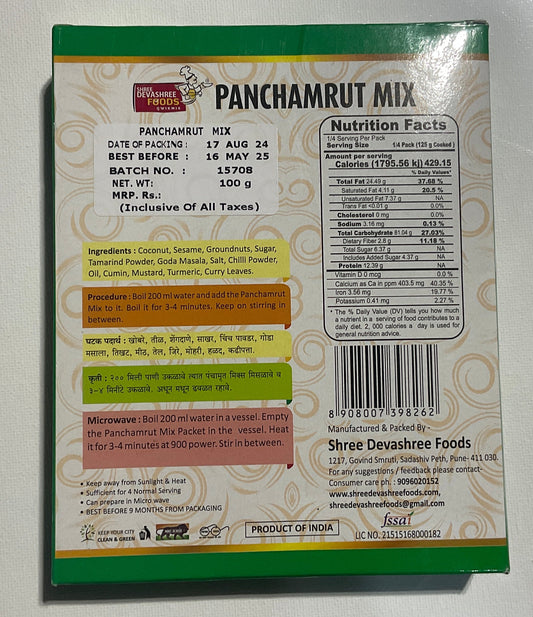 SHREE
DEVASHREE
FOODS
PANCHAMRUT MIX
PANCHAMRUT MIX
DATE OF PACKING : 17 AUG 24
BEST BEFORE : 16 MAY 25
BATCH NO. : 15708
NET. WT: 100 g
MRP. Rs.:
(Inclusive Of All Taxes)
Ingredients : Coconut, Sesame, Groundnuts, Sugar,
Tamarind Powder, Goda Masala, Salt, Chilli Powder,
Oil, Cumin, Mustard, Turmeric, Curry Leaves.
Procedure : Boil 200 ml water and add the Panchamrut
Mix to it. Boil it for 3-4 minutes. Keep on stirring in
between.
घटक पदार्थ : खोबरे, तीळ, शेंगदाणे, साखर, चिंच पावडर, गोडा
मसाला, तिखट, मीठ, तेल, जिरे, मोहरी, हळद, कढीपत्ता.
कृती : २०० मिली पाणी उकळावे त्यात पंचामृत मिक्स मिसळावे व
३-४ मिनीटे उकळावे. अधून मधून ढवळत रहावे.
Microwave : Boil 200 ml water in a vessel. Empty
the Panchamrut Mix Packet in the vessel. Heat
it for 3-4 minutes at 900 power. Stir in between.
• Keep away from Sunlight & Heat
• Sufficient for 4 Normal Serving
• Can prepare in Micro wave
• BEST BEFORE 9 MONTHS FROM PACKAGING
KEEP YOUR CITY
CLEAN & GREEN
PRODUCT OF INDIA
Nutrition Facts
1/4 Serving Per Pack
Serving Size 1/4 Pack (125 g Cooked)
Amount per serving
Calories (1795.56 kj) 429.15
% Daily Values*
Total Fat 24.49 g 37.68 %
Saturated Fat 4.11 g 20.5 %
Unsaturated Fat 7.37 g NA
Trans Fat <0.01 g 0.0%
Cholesterol 0 mg 0.0%
Sodium 3.16 mg 0.13 %
Total Carbohydrate 81.04 g 27.03%
Dietary Fiber 2.8 g 11.18 %
Total Sugar 6.37 g NA
Includes Added Sugar 4.37 g NA
Protein 12.39 g NA
Vitamin D 0 mcg 0.0 %
Calcium as Ca in ppm 403.5 mg 40.35 %
Iron 3.56 mg 19.77 %
Potassium 0.41 mg 2.27 %
* The % Daily Value (DV) tells you how much
a nutrient in a serving of food contributes to a
daily diet. 2, 000 calories a day is used for
general nutrition advice.
8 908007 398262
Manufactured & Packed By -
Shree Devashree Foods
1217, Govind Smruti, Sadashiv Peth, Pune- 411 030.
For any suggestions / feedback please contact-
Consumer care ph. : 9096020152
www.shreedevashreefoods.com,
shreedevashreefoods@gmail.com
fssai
LIC NO. 21515168000182